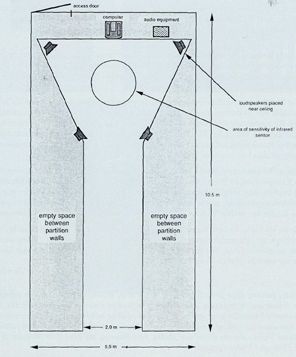 access door
computer
audio equipment
loudspeakers placed
near ceiling
area of sensitivity of infrared
sensor
10.5 m
empty space
between
partition
walls
empty space
between
partition
walls
2.0 m
5.5 m